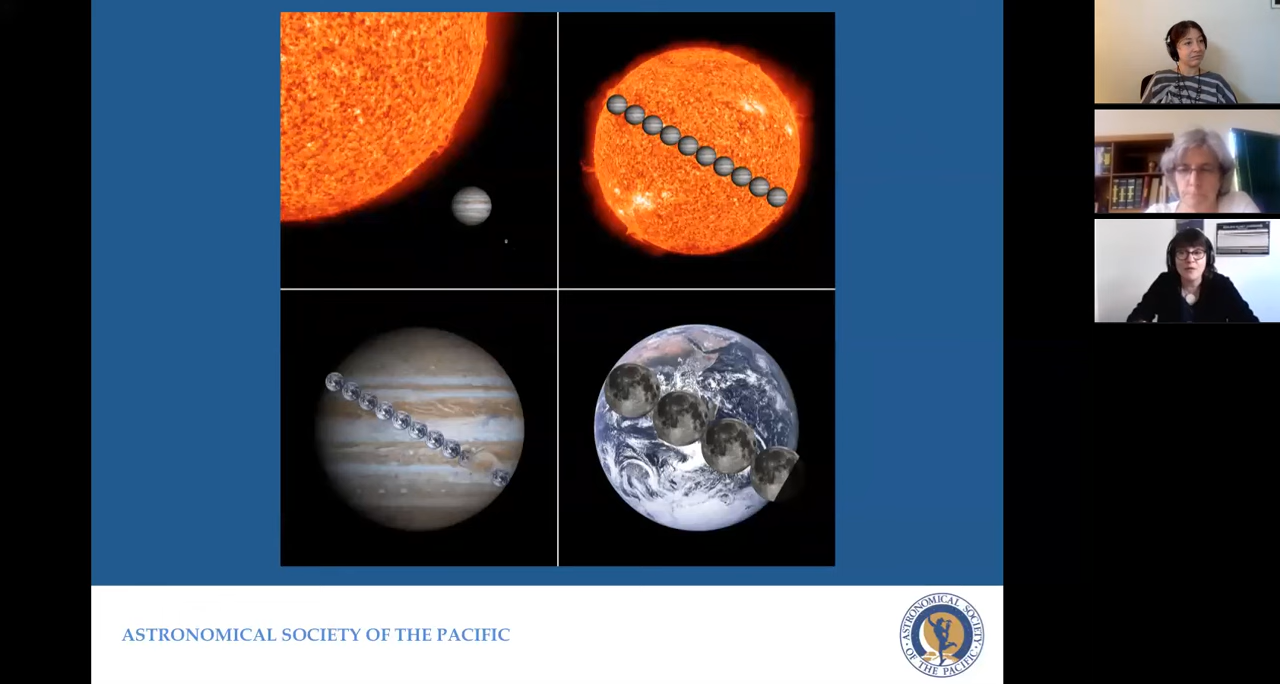 ASTRONOMICAL SOCIETY OF THE PACIFIC
ASTRONOMICAL SOCIETY
OF THE PACIFIC